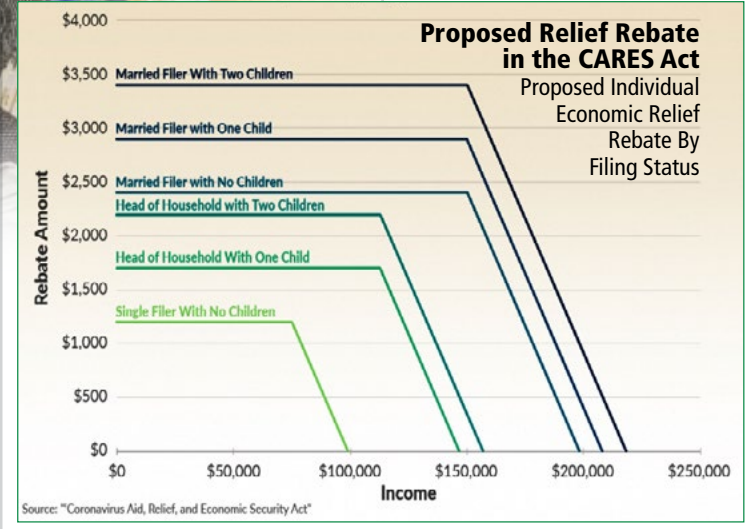 Proposed Relief Rebate
in the CARES Act
Proposed Individual
Economic Relief
Rebate By
Filing Status
$4,000
$3,500
Married Filer With Two Children
$3,000
Married Filer with One Child
$2,500
Married Filer with No Children
Head of Household with Two Children
$2,000
Head of Household With One Child
$1,500
Single Filer With No Children
$1,000
$500
$0
Rebate Amount
$0
$50,000
$100,000
$150,000
$200,000
$250,000
Income
Source: "'Coronavirus Aid, Relief, and Economic Security Act"